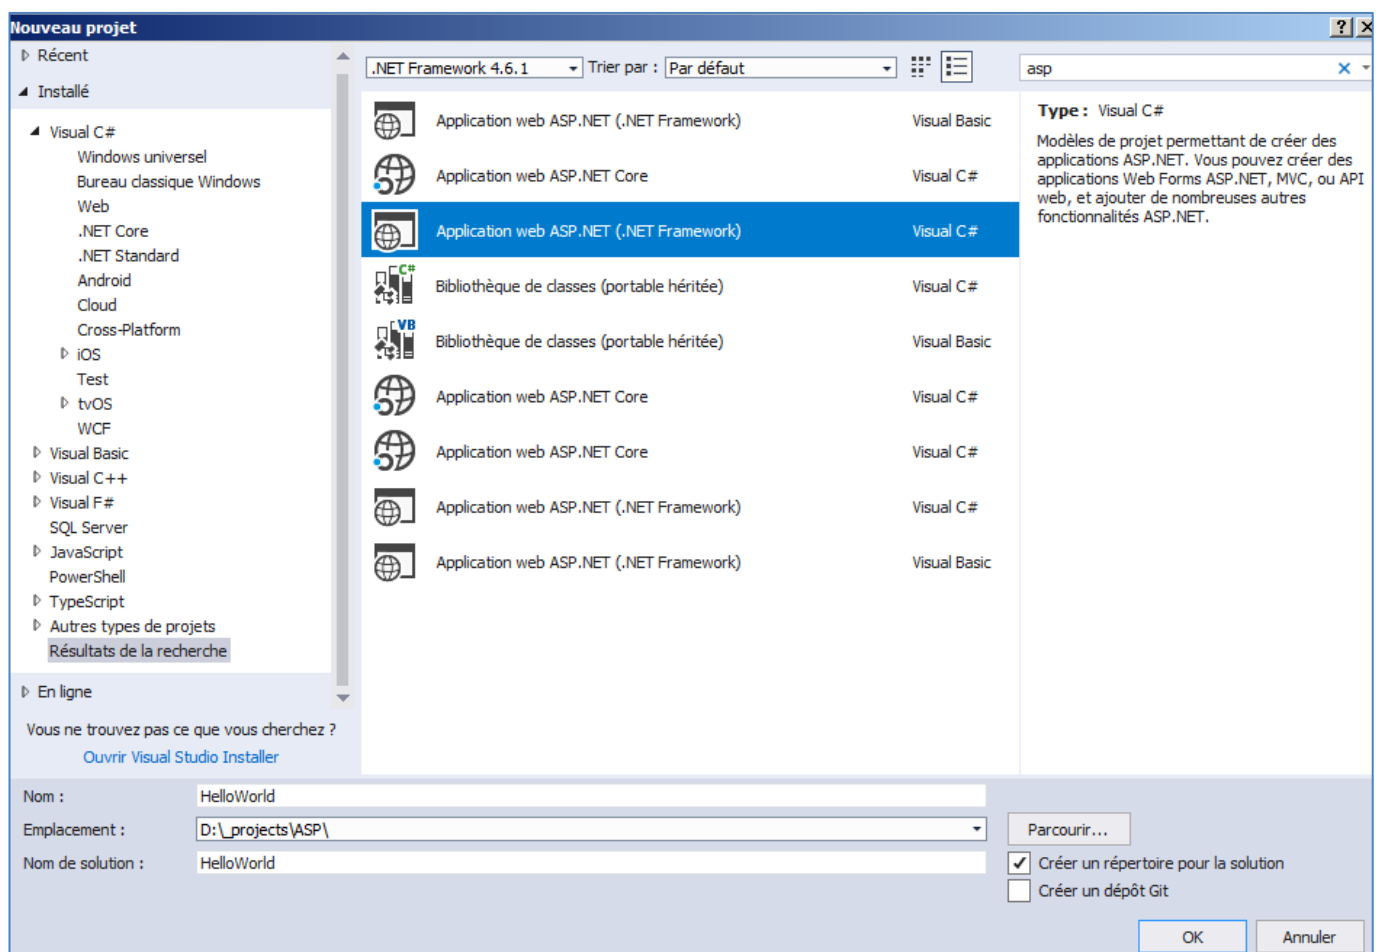 Nouveau projet
Récent
Installé
Visual C#
Windows universel
Bureau classique Windows
Web
.NET Core
.NET Standard
Android
Cloud
Cross-Platform
iOS
Test
tvOS
WCF
Visual Basic
Visual C++
Visual F#
SQL Server
JavaScript
PowerShell
TypeScript
Autres types de projets
Résultats de la recherche
En ligne
Vous ne trouvez pas ce que vous cherchez ?
Ouvrir Visual Studio Installer
.NET Framework 4.6.1 Trier par : Par défaut
asp
Application web ASP.NET (.NET Framework) Visual Basic
Application web ASP.NET Core Visual C#
Application web ASP.NET (.NET Framework) Visual C#
C# Bibliothèque de classes (portable héritée) Visual C#
VB Bibliothèque de classes (portable héritée) Visual Basic
Application web ASP.NET Core Visual C#
Application web ASP.NET Core Visual C#
Application web ASP.NET (.NET Framework) Visual C#
Application web ASP.NET (.NET Framework) Visual Basic
Type : Visual C#
Modèles de projet permettant de créer des
applications ASP.NET. Vous pouvez créer des
applications Web Forms ASP.NET, MVC, ou API
web, et ajouter de nombreuses autres
fonctionnalités ASP.NET.
Nom : HelloWorld
Emplacement : D:\_projects\ASP\ Parcourir...
Nom de solution : HelloWorld
Créer un répertoire pour la solution
Créer un dépôt Git
OK Annuler